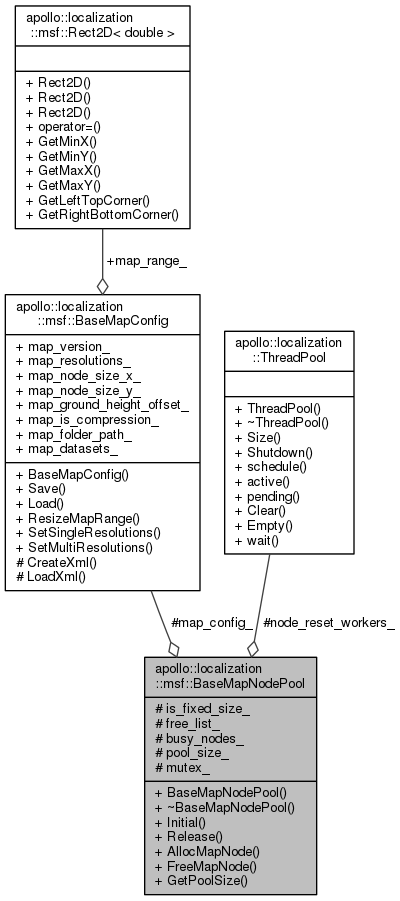 apollo::localization
::msf::Rect2D< double >
+ Rect2D()
+ Rect2D()
+ Rect2D()
+ operator=()
+ GetMinX()
+ GetMinY()
+ GetMaxX()
+ GetMaxY()
+ GetLeftTopCorner()
+ GetRightBottomCorner()
+map_range_
apollo::localization
::msf::BaseMapConfig
+ map_version_
+ map_resolutions_
+ map_node_size_x_
+ map_node_size_y_
+ map_ground_height_offset_
+ map_is_compression_
+ map_folder_path_
+ map_datasets_
+ BaseMapConfig()
+ Save()
+ Load()
+ ResizeMapRange()
+ SetSingleResolutions()
+ SetMultiResolutions()
# CreateXml()
# LoadXml()
apollo::localization
::ThreadPool
+ ThreadPool()
+ ~ThreadPool()
+ Size()
+ Shutdown()
+ schedule()
+ active()
+ pending()
+ Clear()
+ Empty()
+ wait()
#map_config_
#node_reset_workers_
apollo::localization
::msf::BaseMapNodePool
# is_fixed_size_
# free_list_
# busy_nodes_
# pool_size_
# mutex_
+ BaseMapNodePool()
+ ~BaseMapNodePool()
+ Initial()
+ Release()
+ AllocMapNode()
+ FreeMapNode()
+ GetPoolSize()